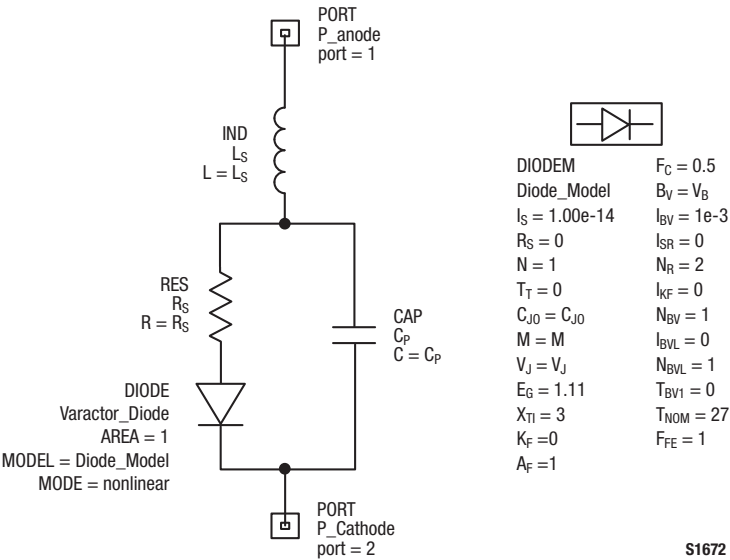 PORT
P_anode
port = 1
IND
LS
L = LS
RES
RS
R = RS
CAP
CP
C = CP
DIODE
Varactor_Diode
AREA = 1
MODEL = Diode_Model
MODE = nonlinear
PORT
P_Cathode
port = 2
DIODEM
Diode_Model
IS = 1.00e-14
RS = 0
N = 1
TT = 0
CJ0 = CJ0
M = M
VJ = VJ
EG = 1.11
XTI = 3
KF =0
AF =1
FC = 0.5
BV = VB
IBV = 1e-3
ISR = 0
NR = 2
IKF = 0
NBV = 1
IBVL = 0
NBVL = 1
TBV1 = 0
TNOM = 27
FFE = 1
S1672